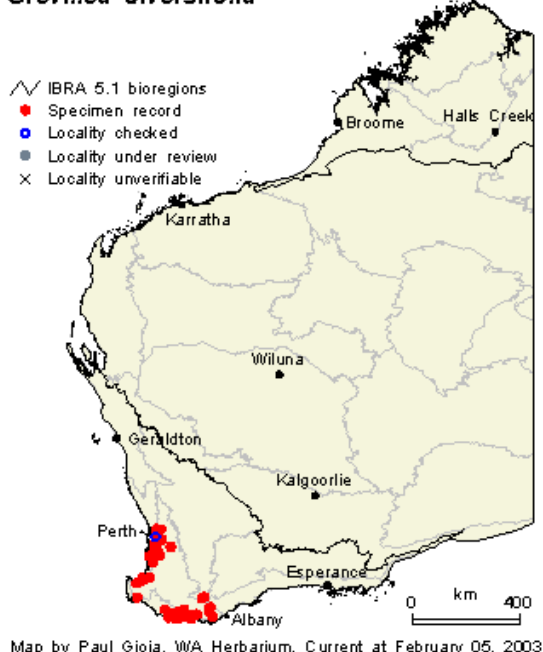 IBRA 5.1 bioregions
Specimen record
Locality checked
Locality under review
Locality unverifiable
Broome
Halls Creek
Karratha
Wiluna
Geraldton
Kalgoorlie
Perth
Esperance
Albany
km
0 400
Map by Paul Gioia. WA Herbarium. Current at February 05, 2003